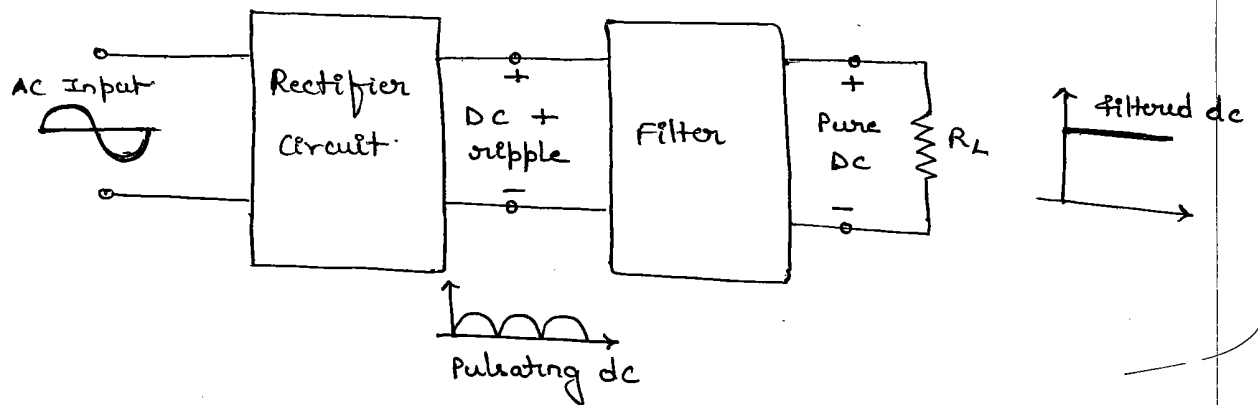 AC Input
Rectifier
Circuit.
+
DC +
ripple
-
Filter
+
Pure
DC
-
RL
filtered dc
Pulsating dc